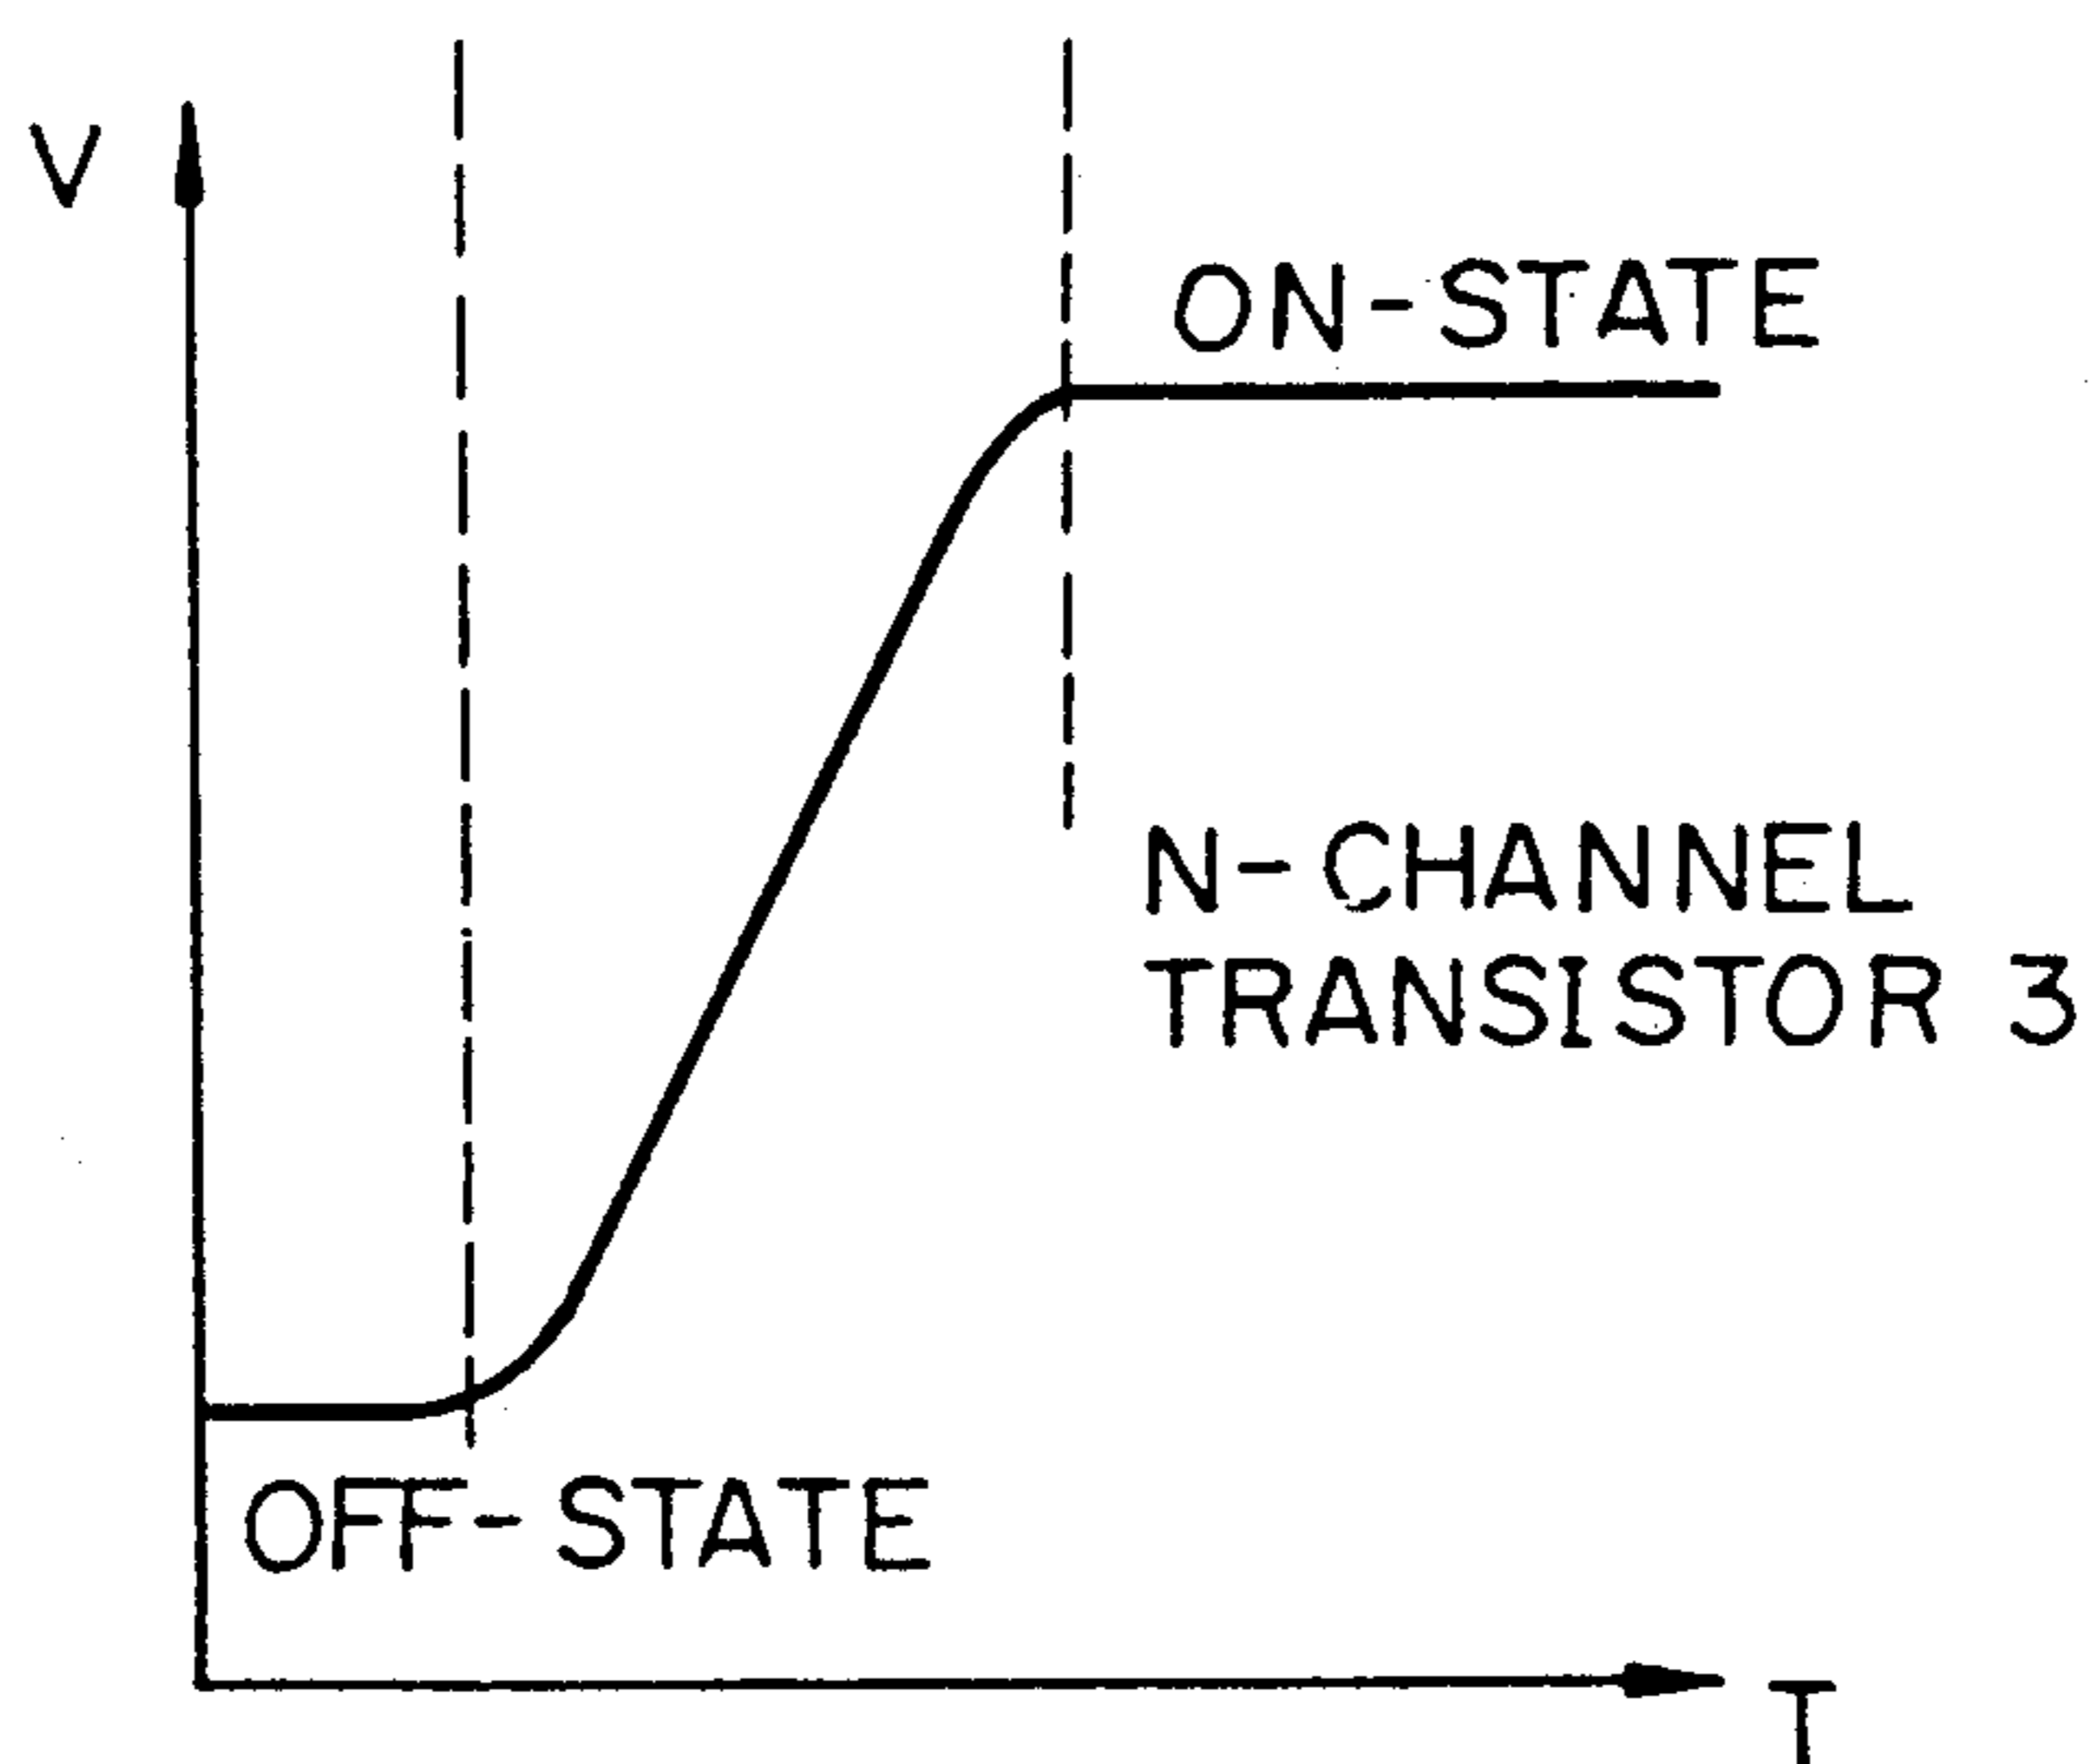 V
ON-STATE
N-CHANNEL
TRANSISTOR 3
OFF-STATE
T